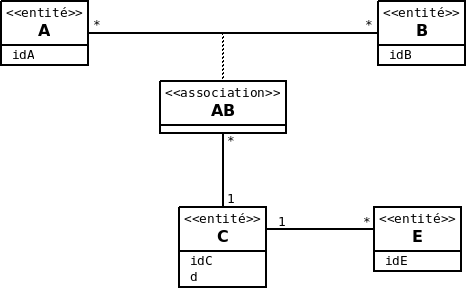 <<entité>>
A
idA
*
*
<<entité>>
B
idB
<<association>>
AB
*
1
<<entité>>
C
idC
d
1
*
<<entité>>
E
idE